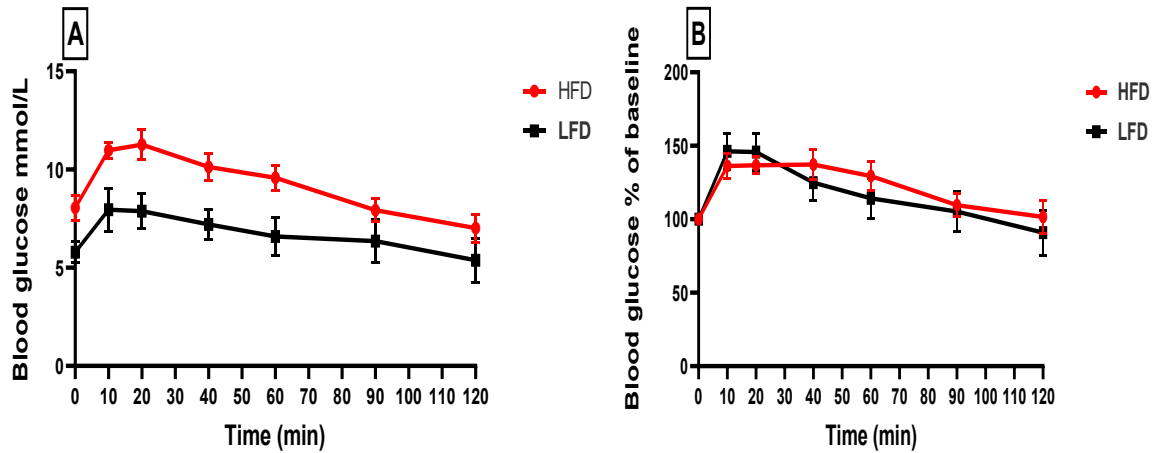 A
Blood glucose mmol/L
15
10
5
0
0 10 20 30 40 50 60 70 80 90 100 110 120
Time (min)
HFD
LFD
B
Blood glucose % of baseline
200
150
100
50
0
0 10 20 30 40 50 60 70 80 90 100 110 120
Time (min)
HFD
LFD